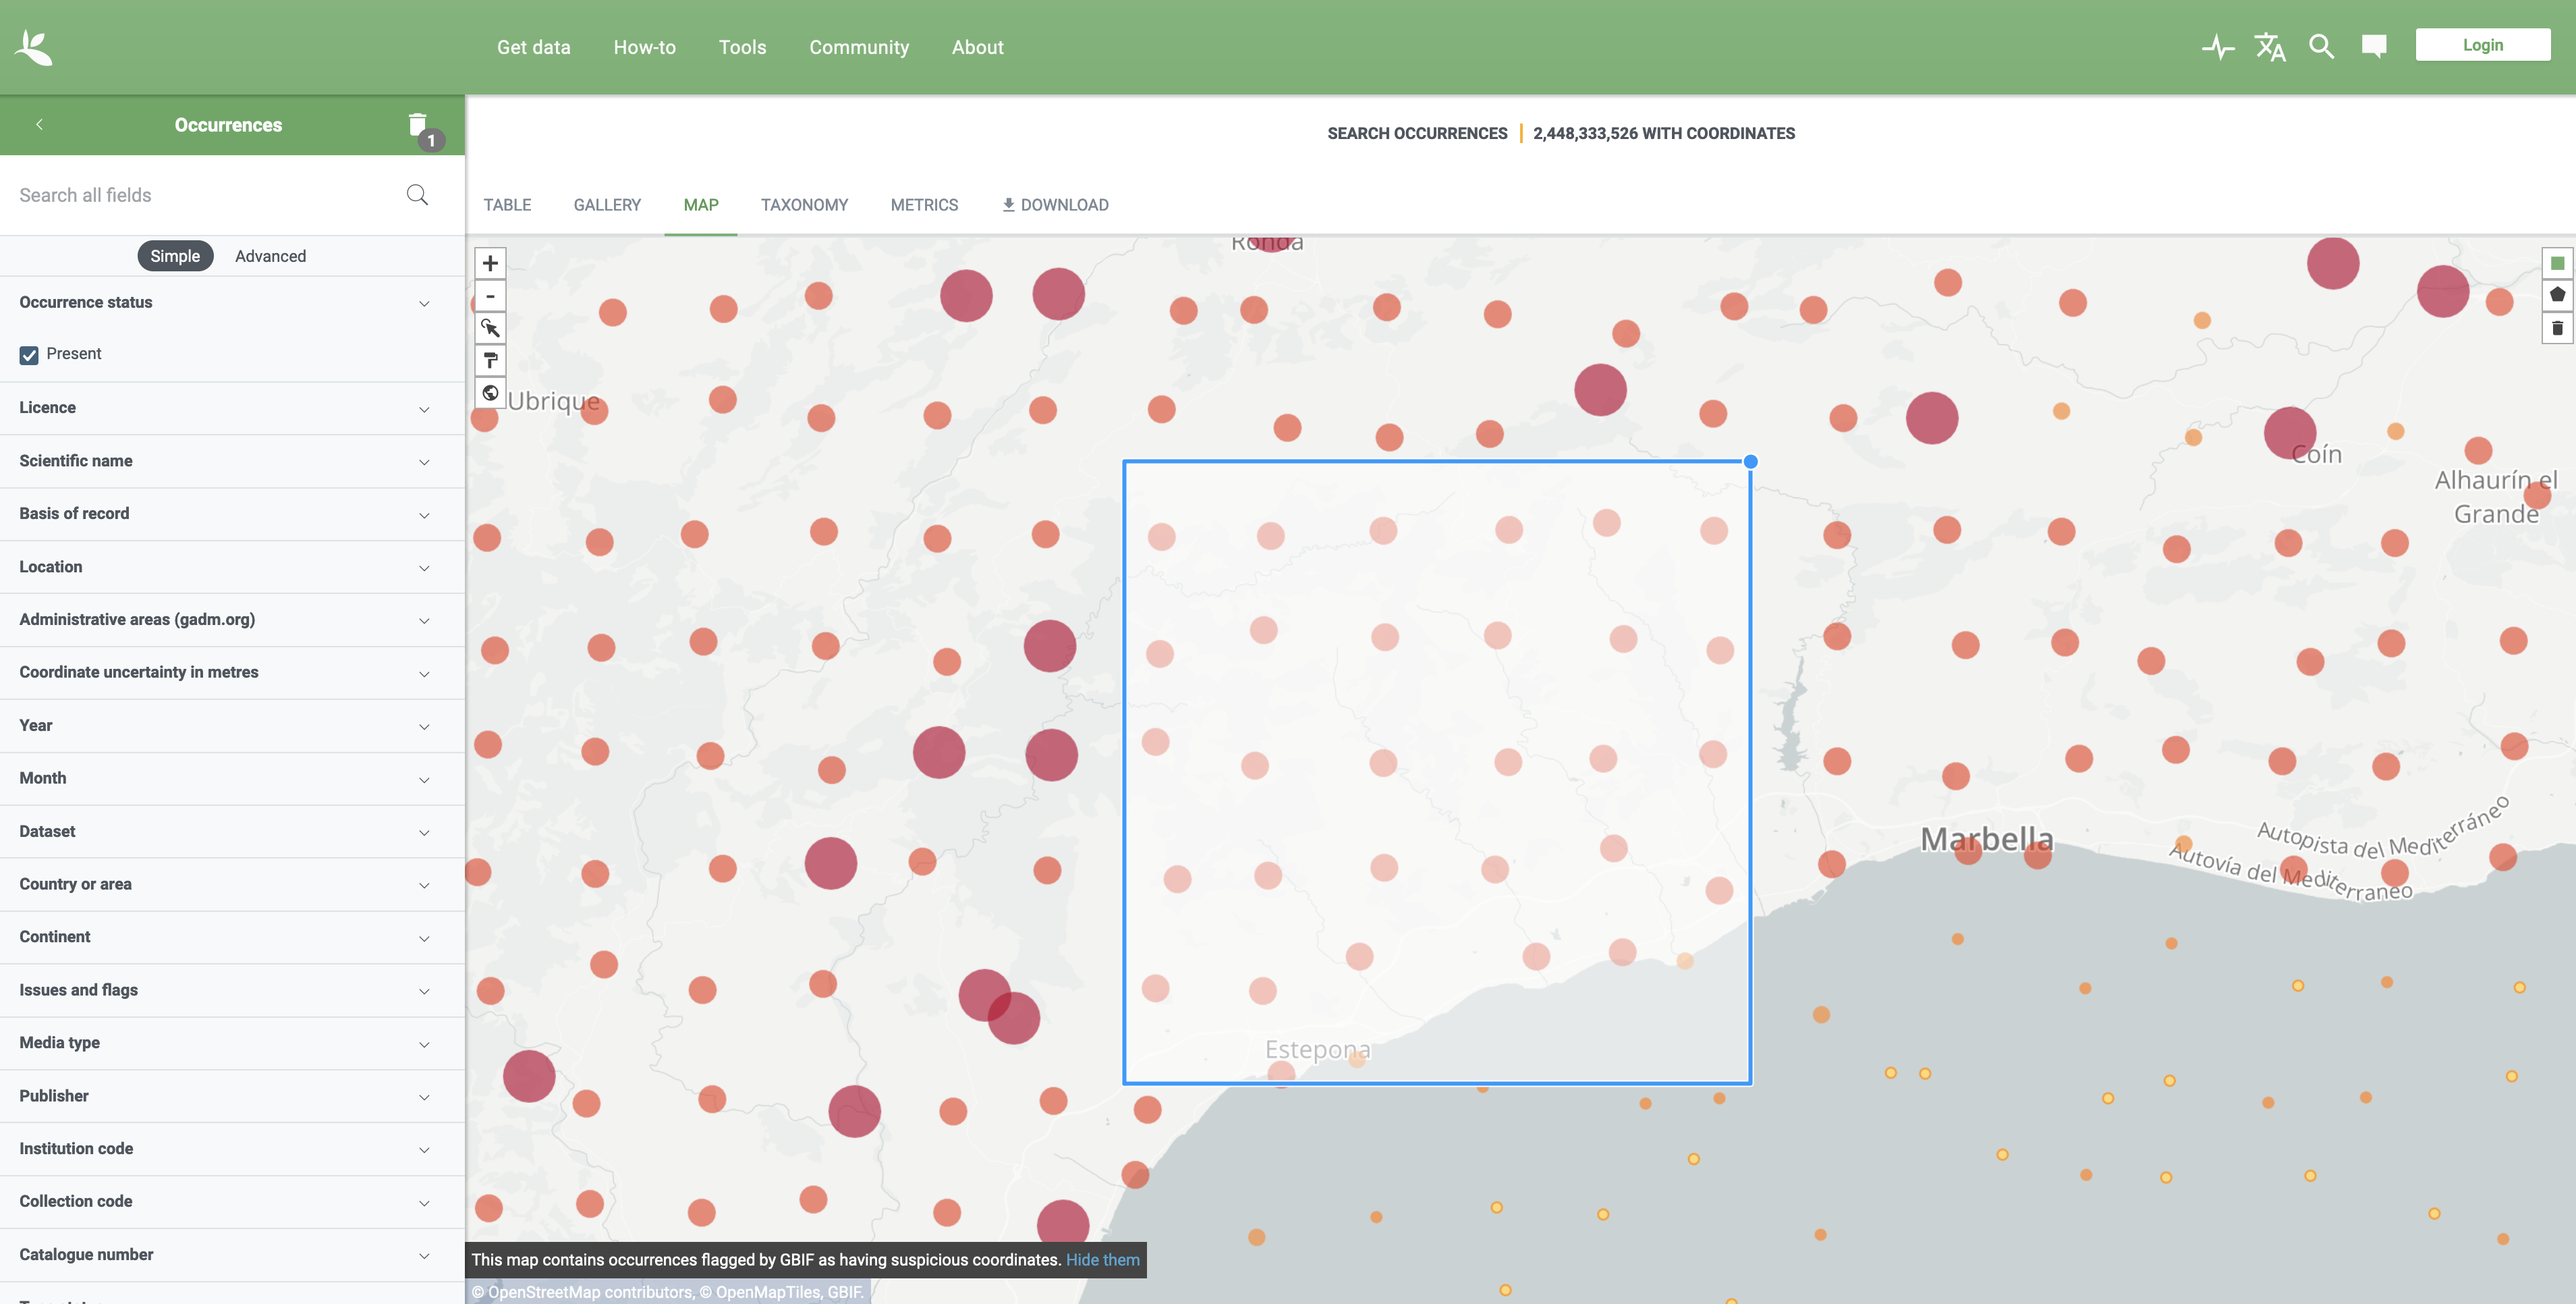 Get data How-to Tools Community About
Login
Occurrences
1
SEARCH OCCURRENCES | 2,448,333,526 WITH COORDINATES
Search all fields
TABLE GALLERY MAP TAXONOMY METRICS DOWNLOAD
Simple Advanced
Occurrence status
Present
Licence
Scientific name
Basis of record
Location
Administrative areas (gadm.org)
Coordinate uncertainty in metres
Year
Month
Dataset
Country or area
Continent
Issues and flags
Media type
Publisher
Institution code
Collection code
Catalogue number
+
-
Ronda
Ubrique
Coín
Alhaurín el
Grande
Marbella
Autopista del Mediterráneo
Autovía del Mediterraneo
Estepona
This map contains occurrences flagged by GBIF as having suspicious coordinates. Hide them
© OpenStreetMap contributors, © OpenMapTiles, GBIF.